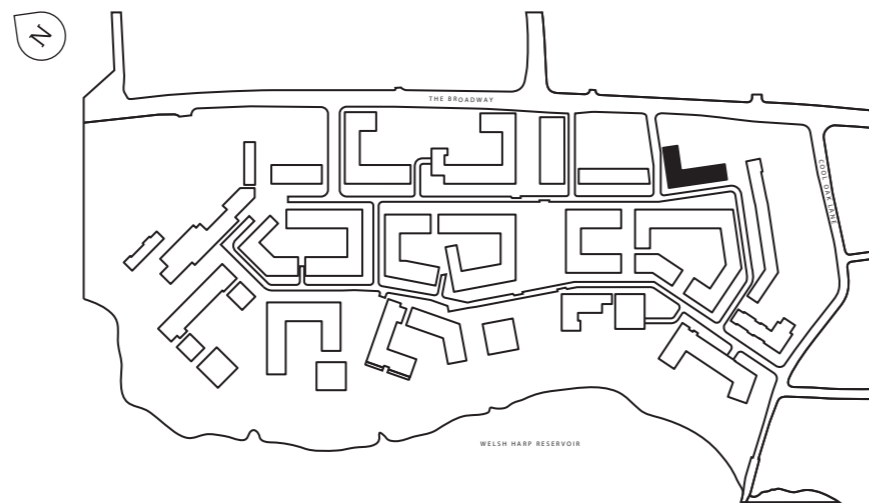 N
THE BROADWAY
COOL OAK LANE
WELSH HARP RESERVOIR